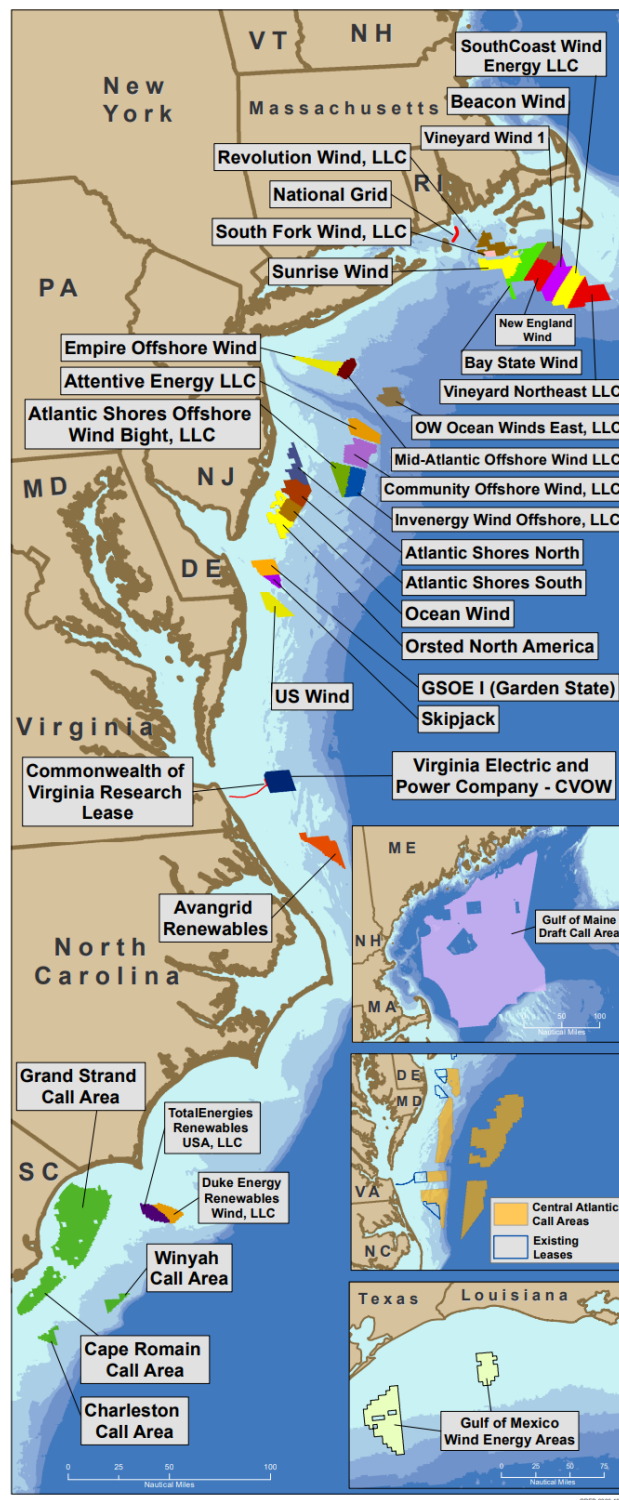 VT
NH
SouthCoast Wind
Energy LLC
New
York
Massachusetts
Beacon Wind
Vineyard Wind 1
Revolution Wind, LLC
RI
National Grid
South Fork Wind, LLC
Sunrise Wind
PA
New England
Wind
Bay State Wind
Vineyard Northeast LLC
Empire Offshore Wind
Attentive Energy LLC
Atlantic Shores Offshore
Wind Bight, LLC
OW Ocean Winds East, LLC
Mid-Atlantic Offshore Wind LLC
Community Offshore Wind, LLC
Invenergy Wind Offshore, LLC
MD
NJ
Atlantic Shores North
DE
Atlantic Shores South
Ocean Wind
Orsted North America
GSOE I (Garden State)
US Wind
Skipjack
Virginia
Commonwealth of
Virginia Research
Lease
Virginia Electric and
Power Company - CVOW
Avangrid
Renewables
North
Carolina
ME
NH
MA
Gulf of Maine
Draft Call Area
0 50 100
Nautical Miles
Grand Strand
Call Area
TotalEnergies
Renewables
USA, LLC
SC
Duke Energy
Renewables
Wind, LLC
DE
MD
VA
NC
Central Atlantic
Call Areas
Existing
Leases
Winyah
Call Area
Cape Romain
Call Area
Charleston
Call Area
Texas
Louisiana
Gulf of Mexico
Wind Energy Areas
0 25 50 75
Nautical Miles
0 50 100
Nautical Miles